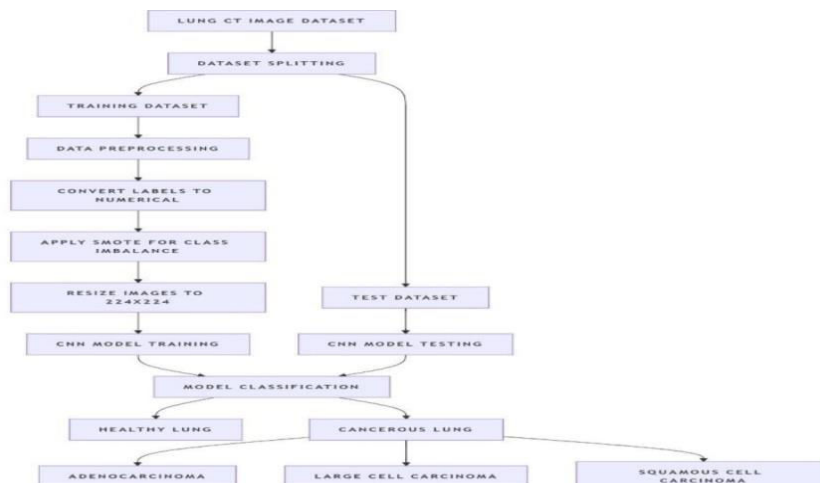 LUNG CT IMAGE DATASET
DATASET SPLITTING
TRAINING DATASET
DATA PREPROCESSING
CONVERT LABELS TO
NUMERICAL
APPLY SMOTE FOR CLASS
IMBALANCE
RESIZE IMAGES TO
224X224
TEST DATASET
CNN MODEL TRAINING
CNN MODEL TESTING
MODEL CLASSIFICATION
HEALTHY LUNG
CANCEROUS LUNG
ADENOCARCINOMA
LARGE CELL CARCINOMA
SQUAMOUS CELL
CARCINOMA